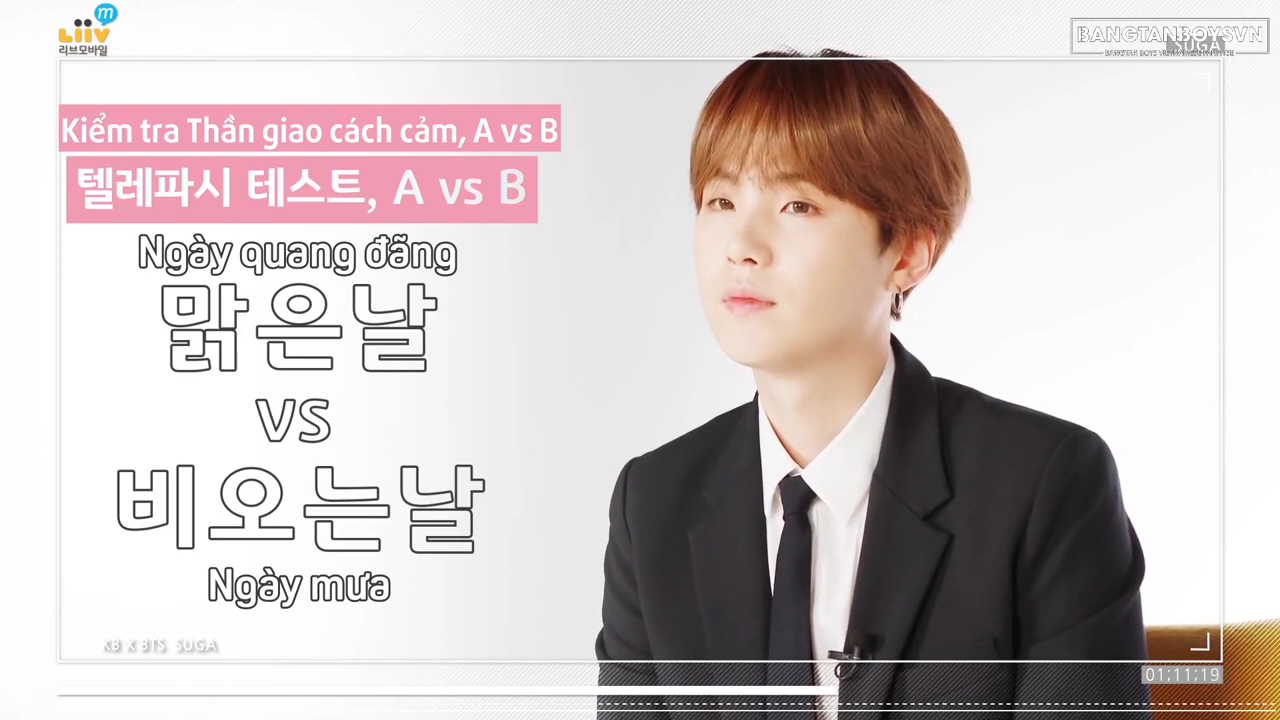 m
Liiv
리브모바일
BANGTANBOYSVN
SUGA
Kiểm tra Thần giao cách cảm, A vs B
텔레파시 테스트, A vs B
Ngày quang đãng
맑은날
vs
비오는날
Ngày mưa
KB X BTS SUGA
01;11;19